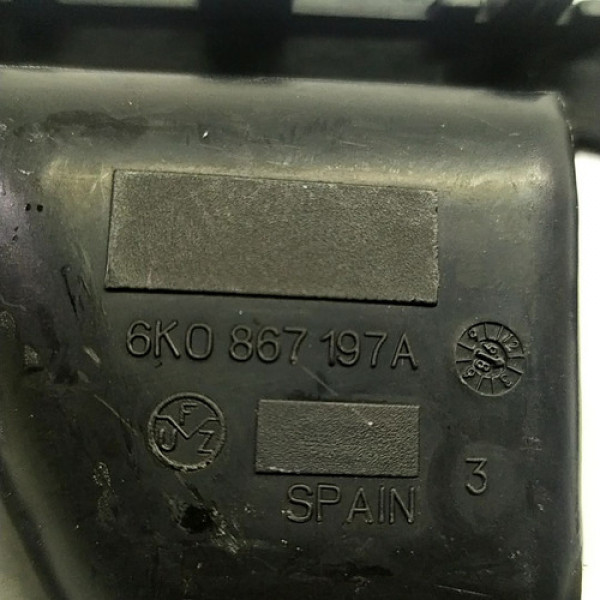 6K0 867 197A
F
U Z
SPAIN 3